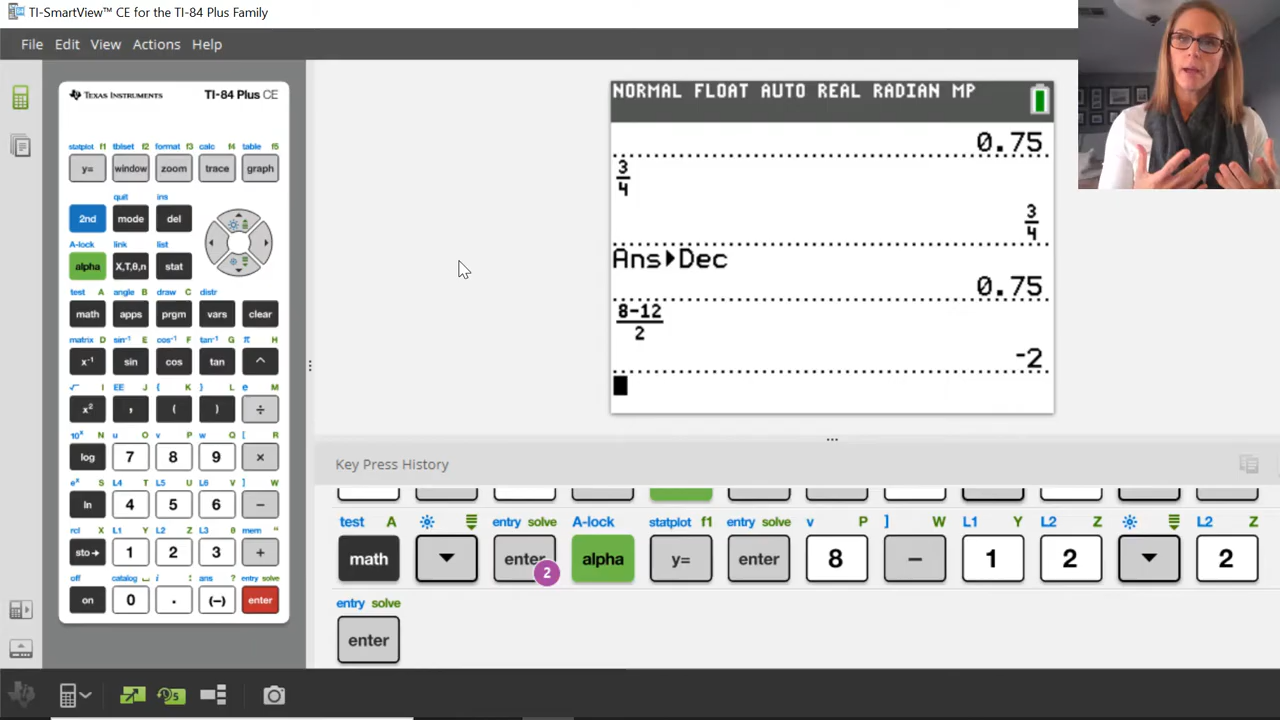 TI-SmartView™ CE for the TI-84 Plus Family
File Edit View Actions Help
TEXAS INSTRUMENTS TI-84 Plus CE
statplot f1 tblset f2 format f3 calc f4 table f5
y= window zoom trace graph
quit ins
2nd mode del
A-lock link list
alpha X,T,θ,n stat
test A angle B draw C distr
math apps prgm vars clear
matrix D sin⁻¹ E cos⁻¹ F tan⁻¹ G π H
x⁻¹ sin cos tan ^
√ I EE J { K } L e M
x² , ( ) ÷
10ˣ N u O v P w Q [ R
log 7 8 9 ×
eˣ S L4 T L5 U L6 V ] W
ln 4 5 6 −
rcl X L1 Y L2 Z L3 θ mem "
sto→ 1 2 3 +
off catalog ⎵ i : ans ? entry solve
on 0 . (−) enter
NORMAL FLOAT AUTO REAL RADIAN MP
0.75
3
4
3
4
Ans▸Dec
0.75
8-12
2
-2
Key Press History
test A entry solve A-lock statplot f1 entry solve v P ] W L1 Y L2 Z L2 Z
math enter 2 alpha y= enter 8 − 1 2 2
entry solve
enter
5